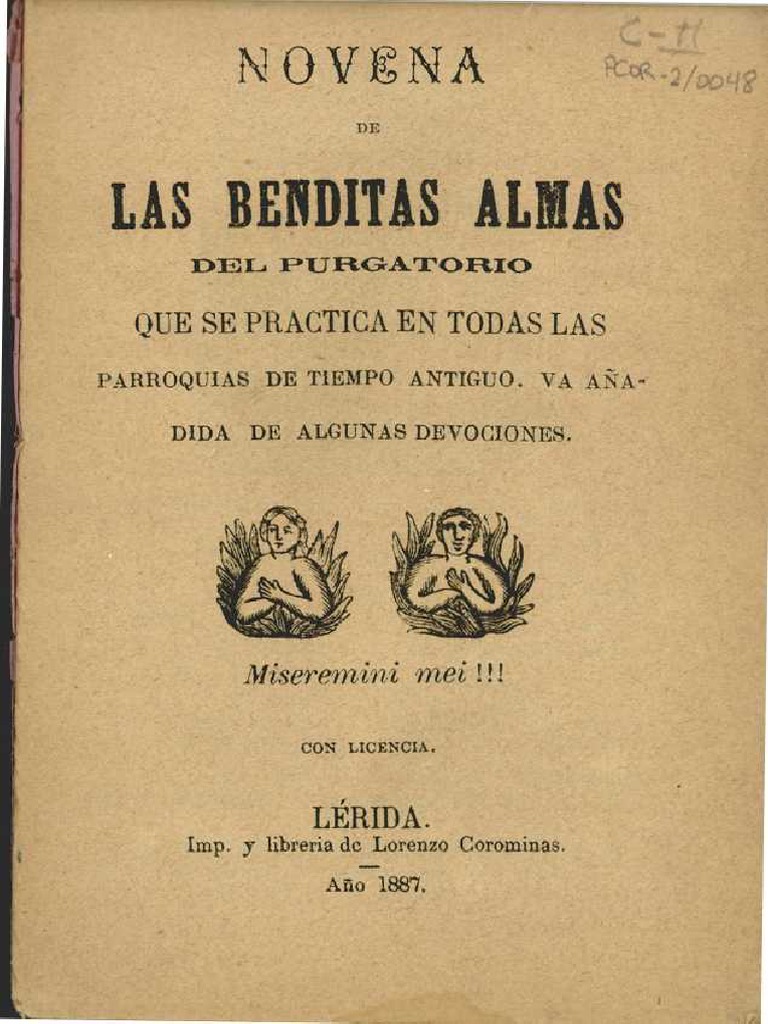 C-II
PCOR-2/0048
NOVENA
DE
LAS BENDITAS ALMAS
DEL PURGATORIO
QUE SE PRACTICA EN TODAS LAS
PARROQUIAS DE TIEMPO ANTIGUO. VA AÑA-
DIDA DE ALGUNAS DEVOCIONES.
Miseremini mei!!!
CON LICENCIA.
LÉRIDA.
Imp. y libreria de Lorenzo Corominas.
Año 1887.